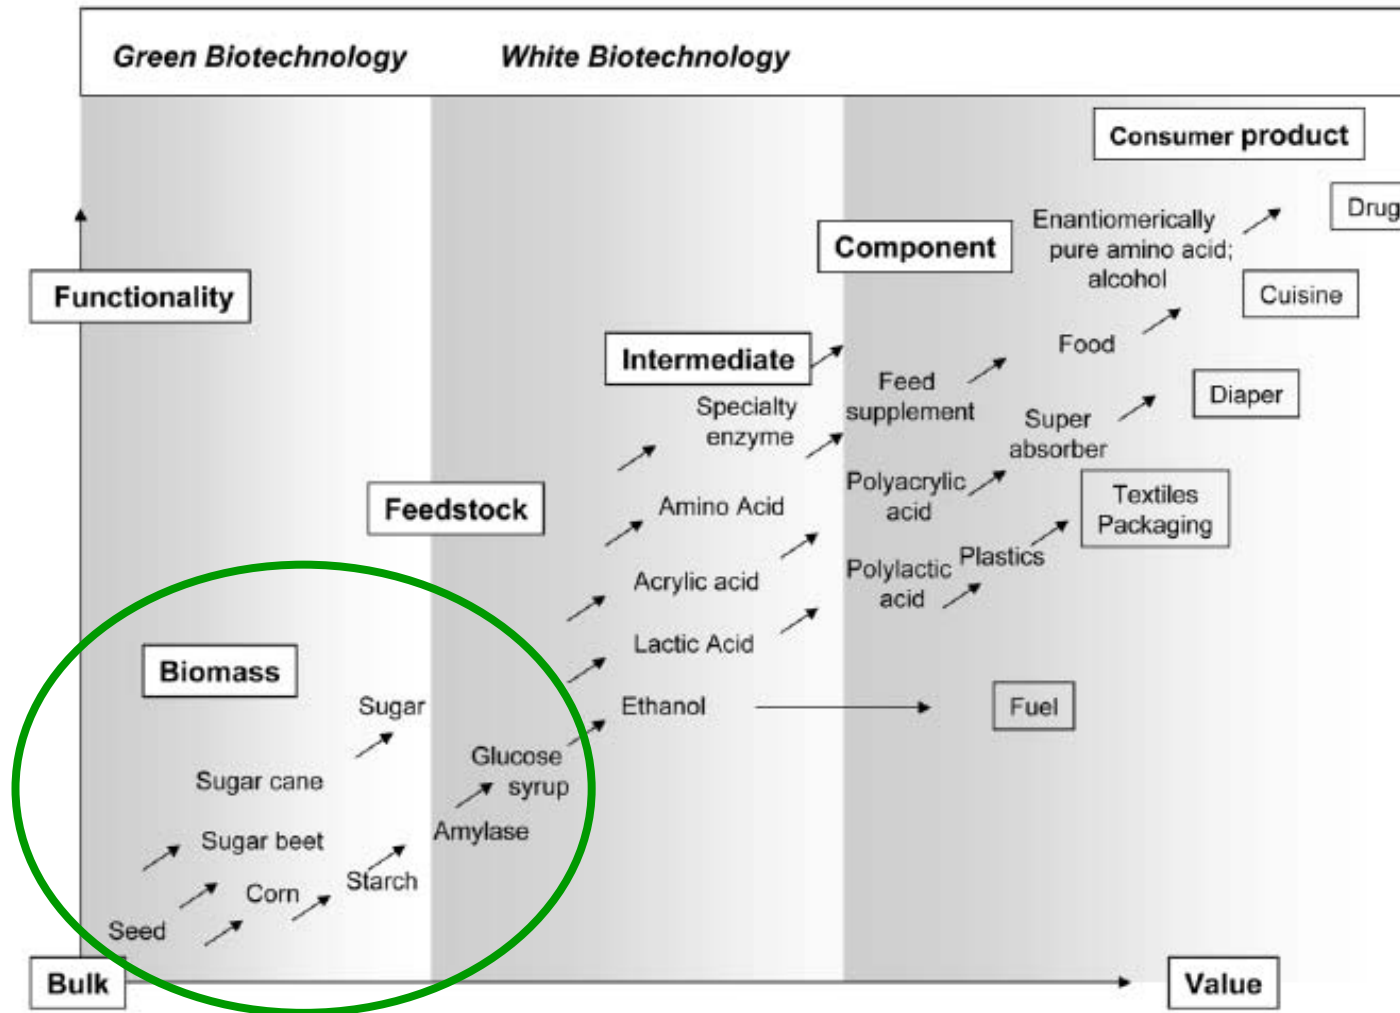 Green Biotechnology
White Biotechnology
Consumer product
Drug
Enantiomerically
pure amino acid;
alcohol
Component
Functionality
Cuisine
Intermediate
Food
Feed
supplement
Diaper
Specialty
enzyme
Super
absorber
Feedstock
Polyacrylic
acid
Textiles
Packaging
Amino Acid
Plastics
Acrylic acid
Polylactic
acid
Lactic Acid
Biomass
Sugar
Ethanol
Fuel
Glucose
syrup
Sugar cane
Amylase
Sugar beet
Starch
Corn
Seed
Bulk
Value